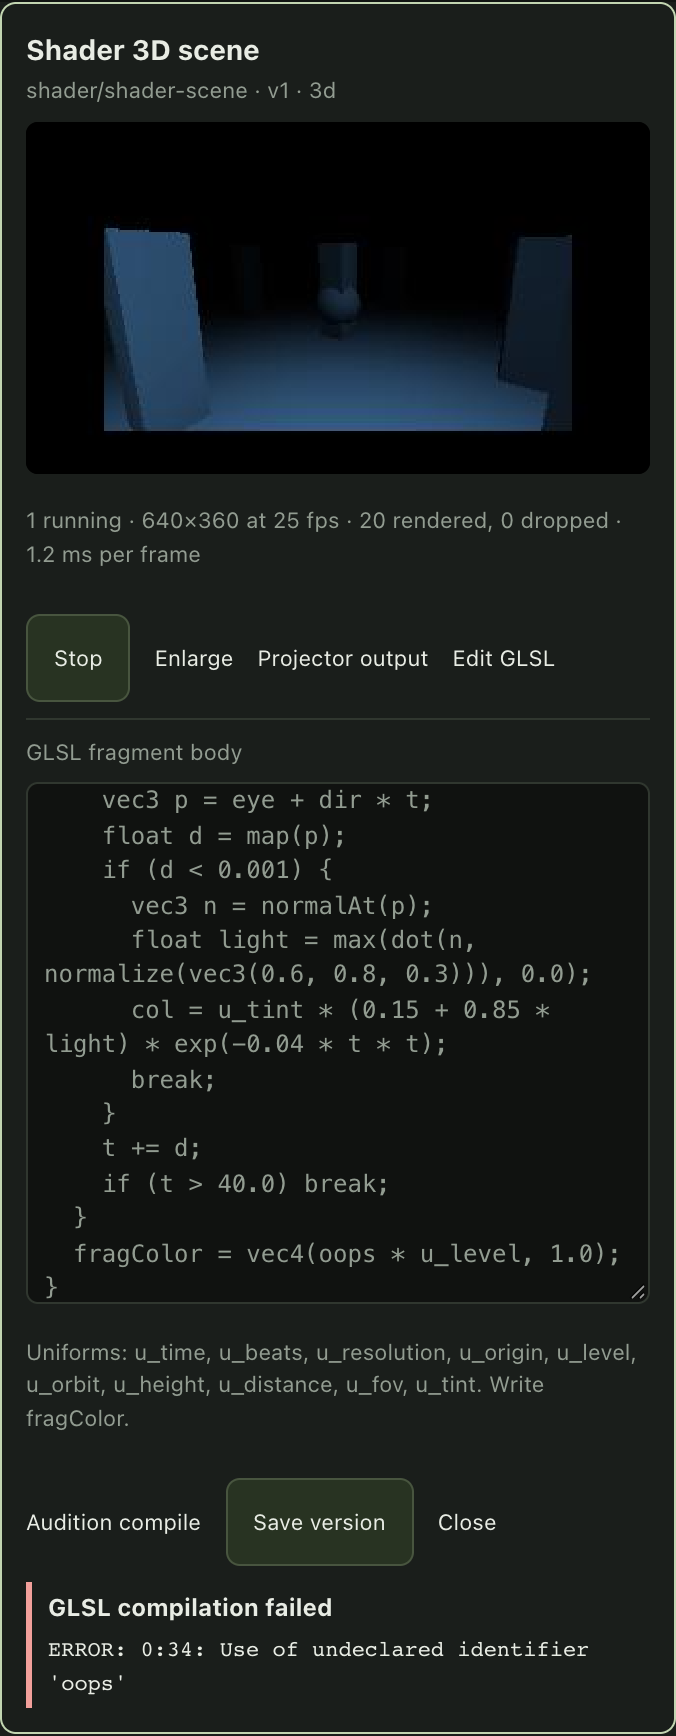 Shader 3D scene
shader/shader-scene · v1 · 3d
1 running · 640×360 at 25 fps · 20 rendered, 0 dropped ·
1.2 ms per frame
Stop Enlarge Projector output Edit GLSL
GLSL fragment body
vec3 p = eye + dir * t;
float d = map(p);
if (d < 0.001) {
vec3 n = normalAt(p);
float light = max(dot(n,
normalize(vec3(0.6, 0.8, 0.3))), 0.0);
col = u_tint * (0.15 + 0.85 *
light) * exp(-0.04 * t * t);
break;
}
t += d;
if (t > 40.0) break;
}
fragColor = vec4(oops * u_level, 1.0);
}
Uniforms: u_time, u_beats, u_resolution, u_origin, u_level,
u_orbit, u_height, u_distance, u_fov, u_tint. Write
fragColor.
Audition compile Save version Close
GLSL compilation failed
ERROR: 0:34: Use of undeclared identifier
'oops'